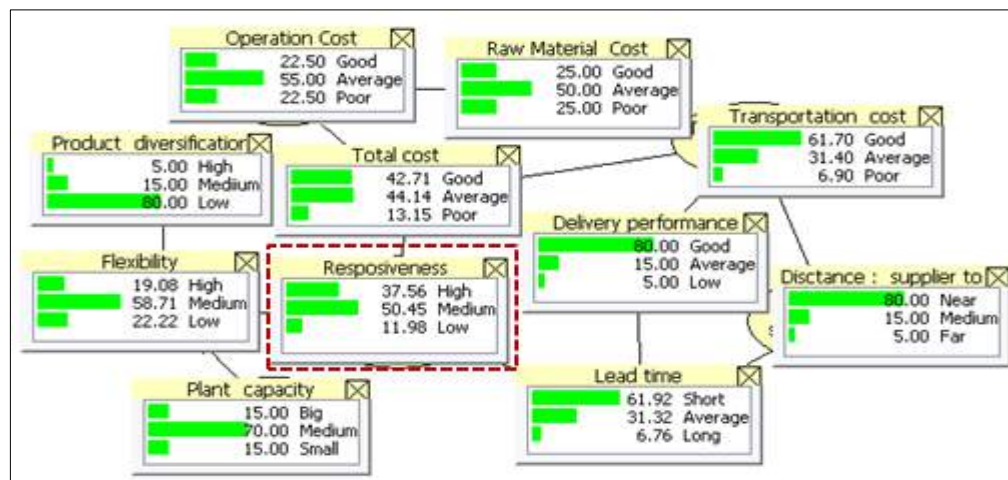 Operation Cost
22.50 Good
55.00 Average
22.50 Poor
Raw Material Cost
25.00 Good
50.00 Average
25.00 Poor
Transportation cost
61.70 Good
31.40 Average
6.90 Poor
Product diversification
5.00 High
15.00 Medium
80.00 Low
Total cost
42.71 Good
44.14 Average
13.15 Poor
Delivery performance
80.00 Good
15.00 Average
5.00 Low
Flexibility
19.08 High
58.71 Medium
22.22 Low
Resposiveness
37.56 High
50.45 Medium
11.98 Low
Disctance : supplier to
80.00 Near
15.00 Medium
5.00 Far
Plant capacity
15.00 Big
70.00 Medium
15.00 Small
Lead time
61.92 Short
31.32 Average
6.76 Long